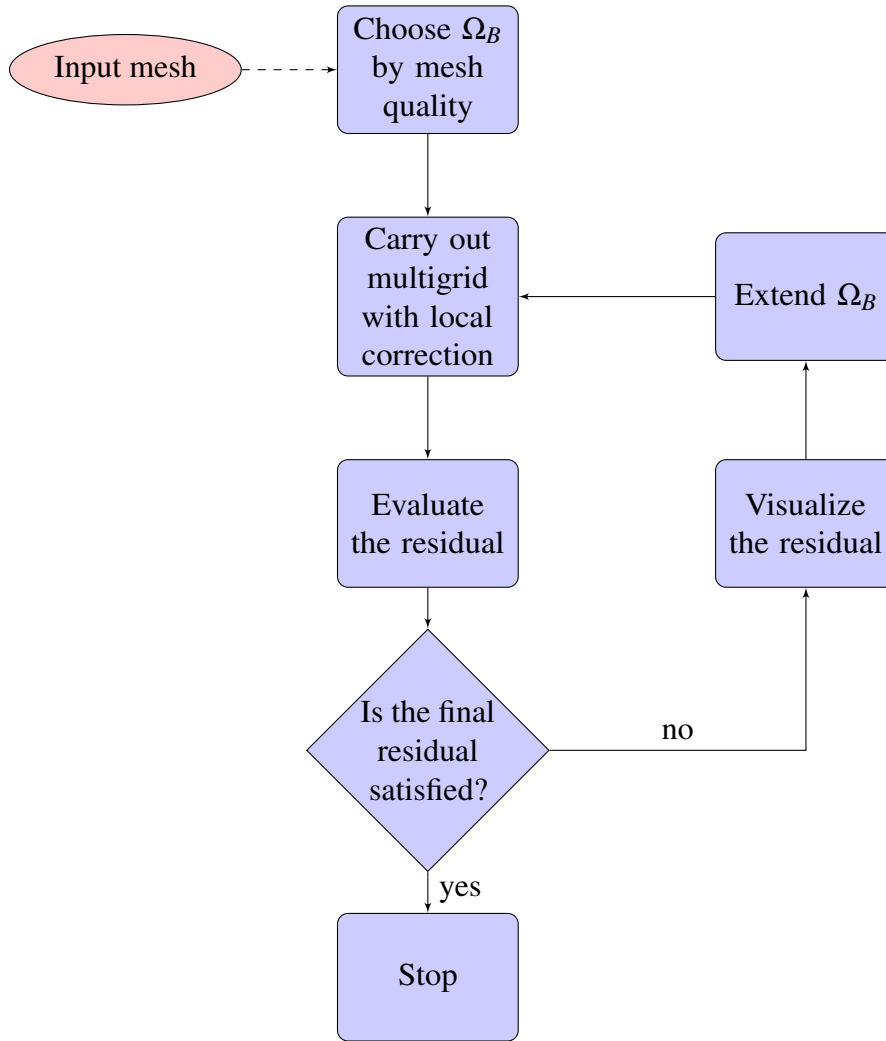 Input mesh
Choose Ω_B
by mesh
quality
Carry out
multigrid
with local
correction
Extend Ω_B
Evaluate
the residual
Visualize
the residual
Is the final
residual
satisfied?
no
yes
Stop